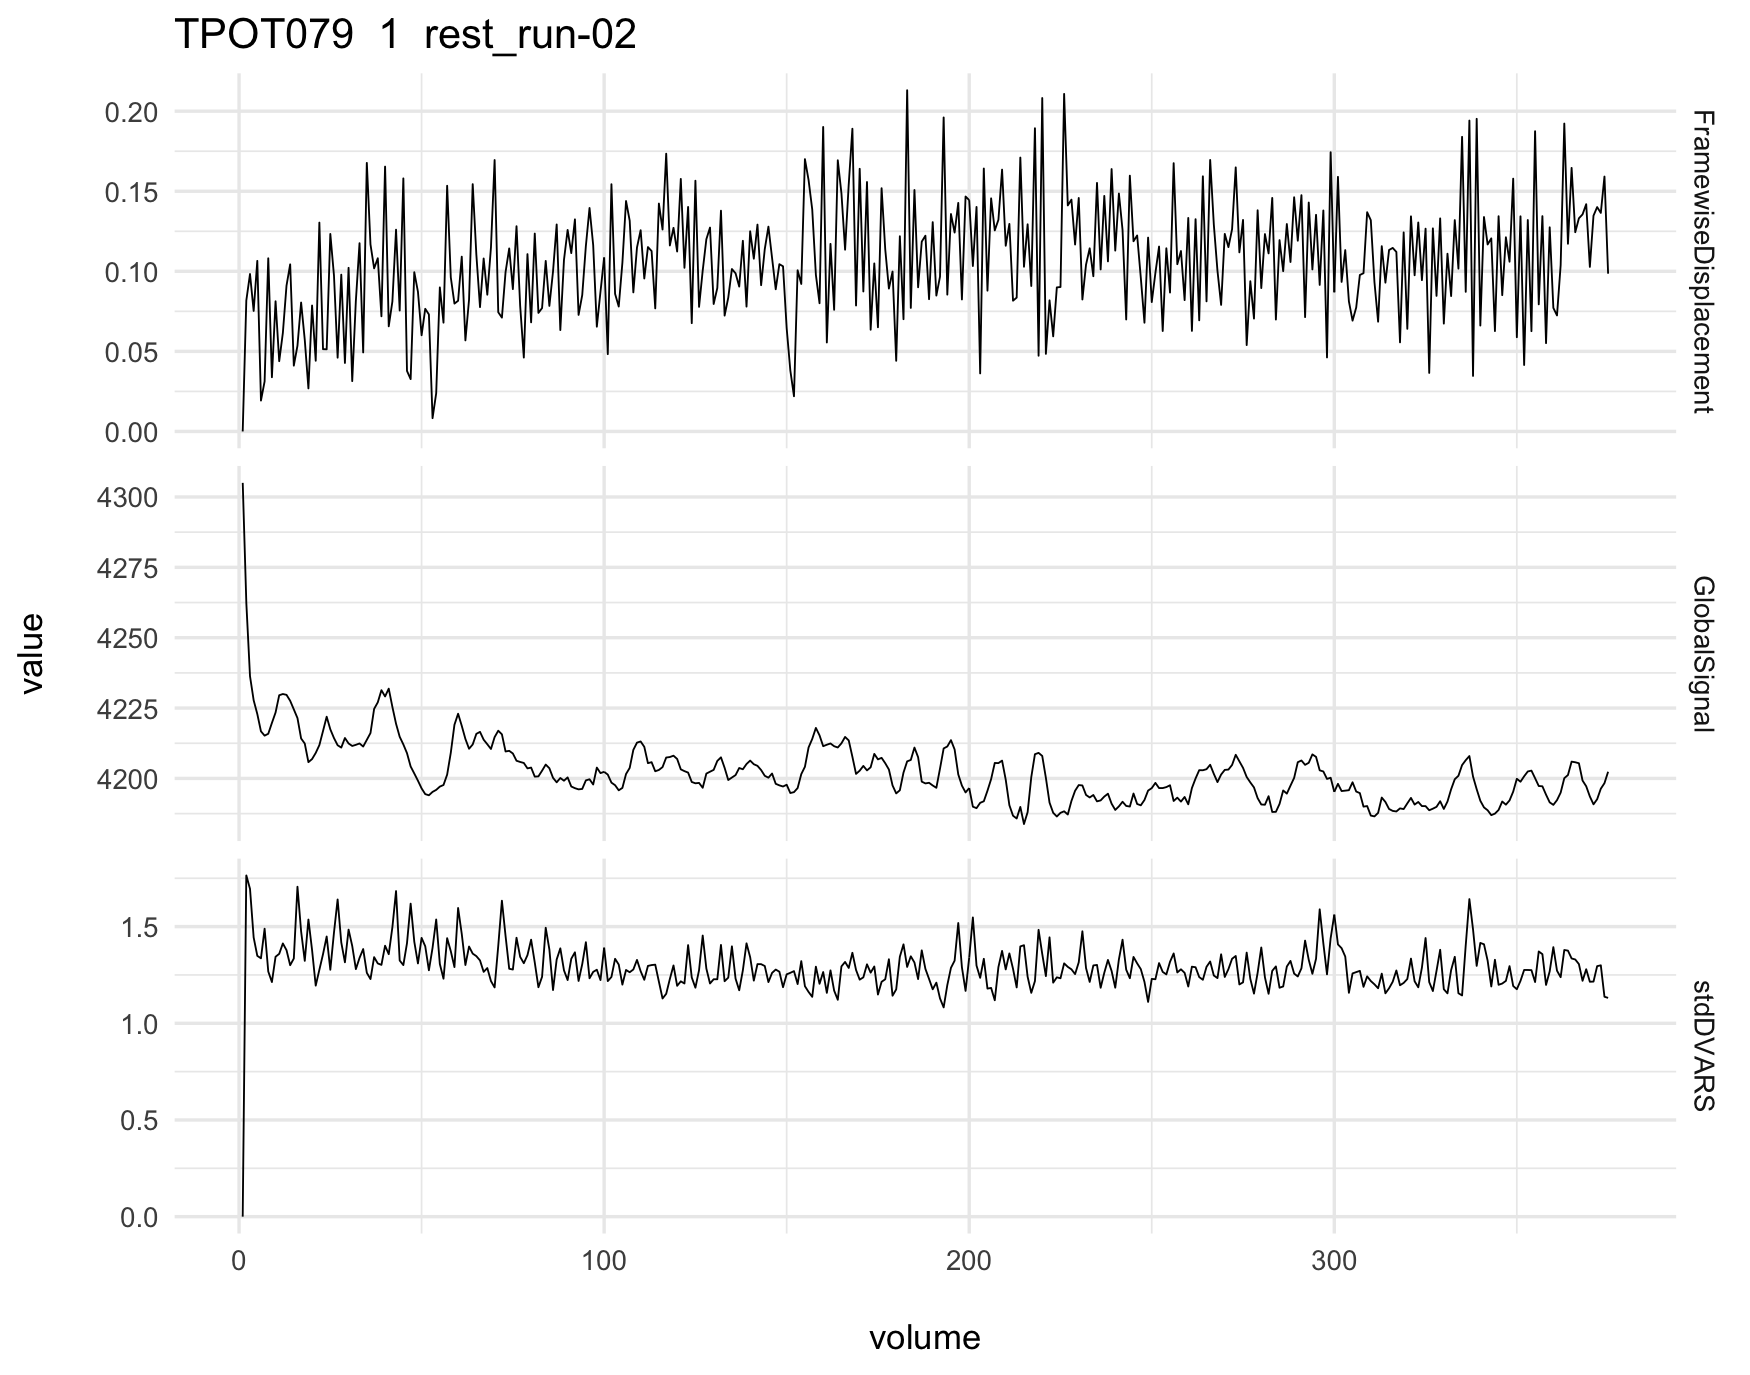 TPOT079 1 rest_run-02
0.20
0.15
0.10
0.05
0.00
FramewiseDisplacement
4300
4275
4250
4225
4200
GlobalSignal
value
1.5
1.0
0.5
0.0
stdDVARS
0 100 200 300
volume